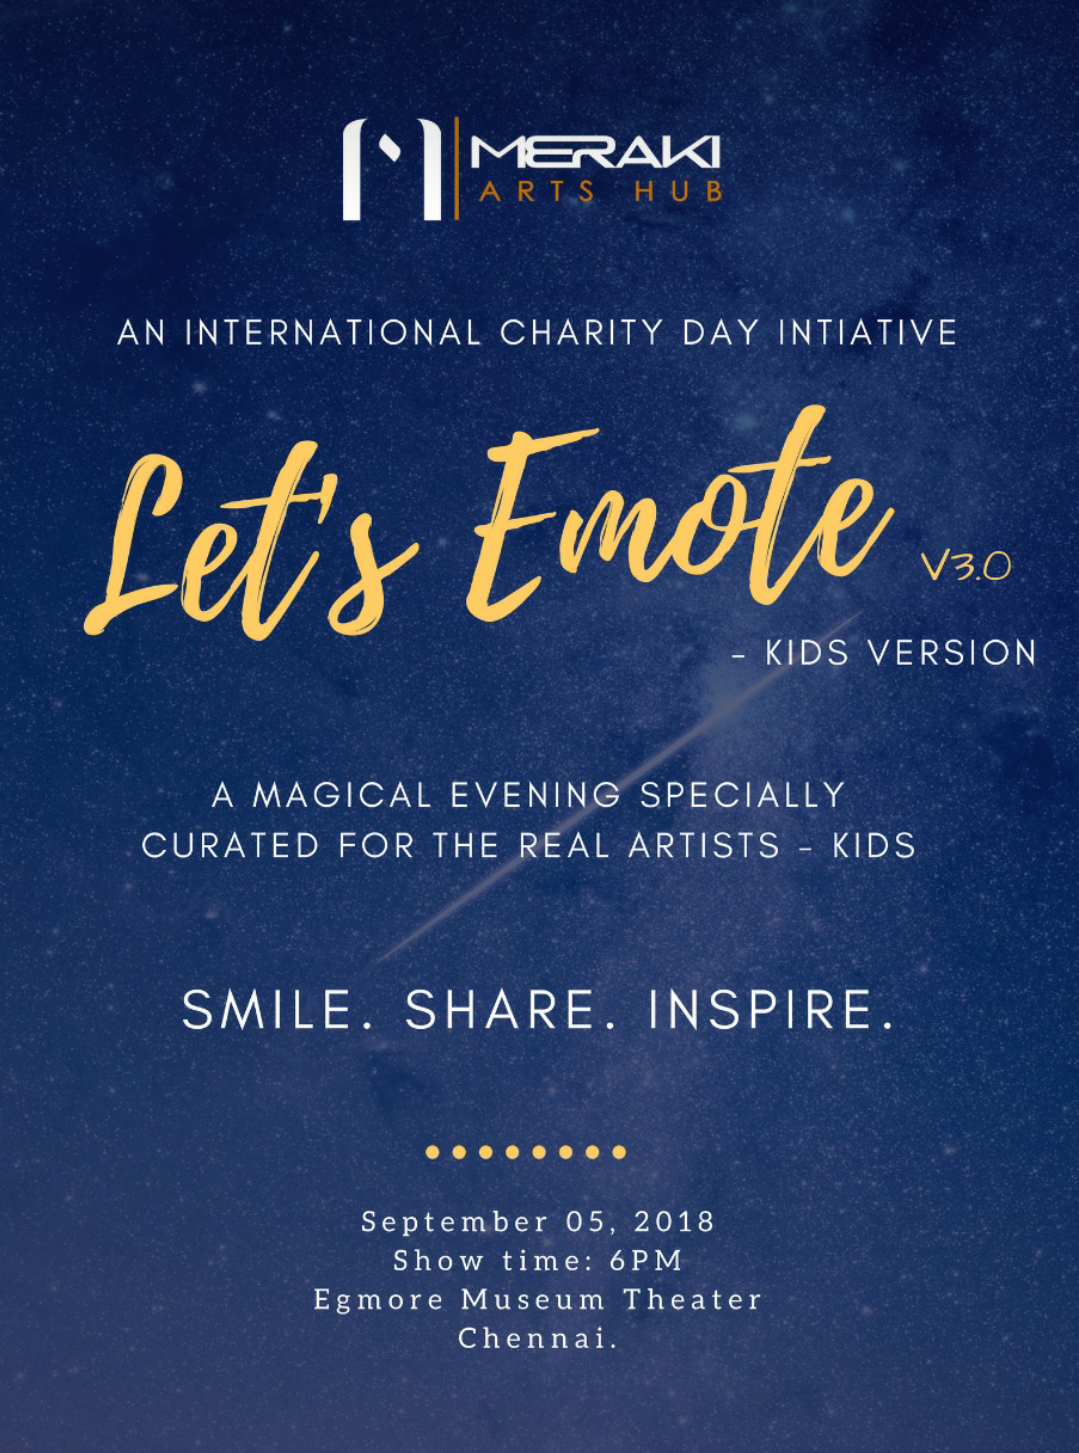 MERAKI
ARTS HUB
AN INTERNATIONAL CHARITY DAY INTIATIVE
Let's Emote V3.0
- KIDS VERSION
A MAGICAL EVENING SPECIALLY
CURATED FOR THE REAL ARTISTS - KIDS
SMILE. SHARE. INSPIRE.
September 05, 2018
Show time: 6PM
Egmore Museum Theater
Chennai.